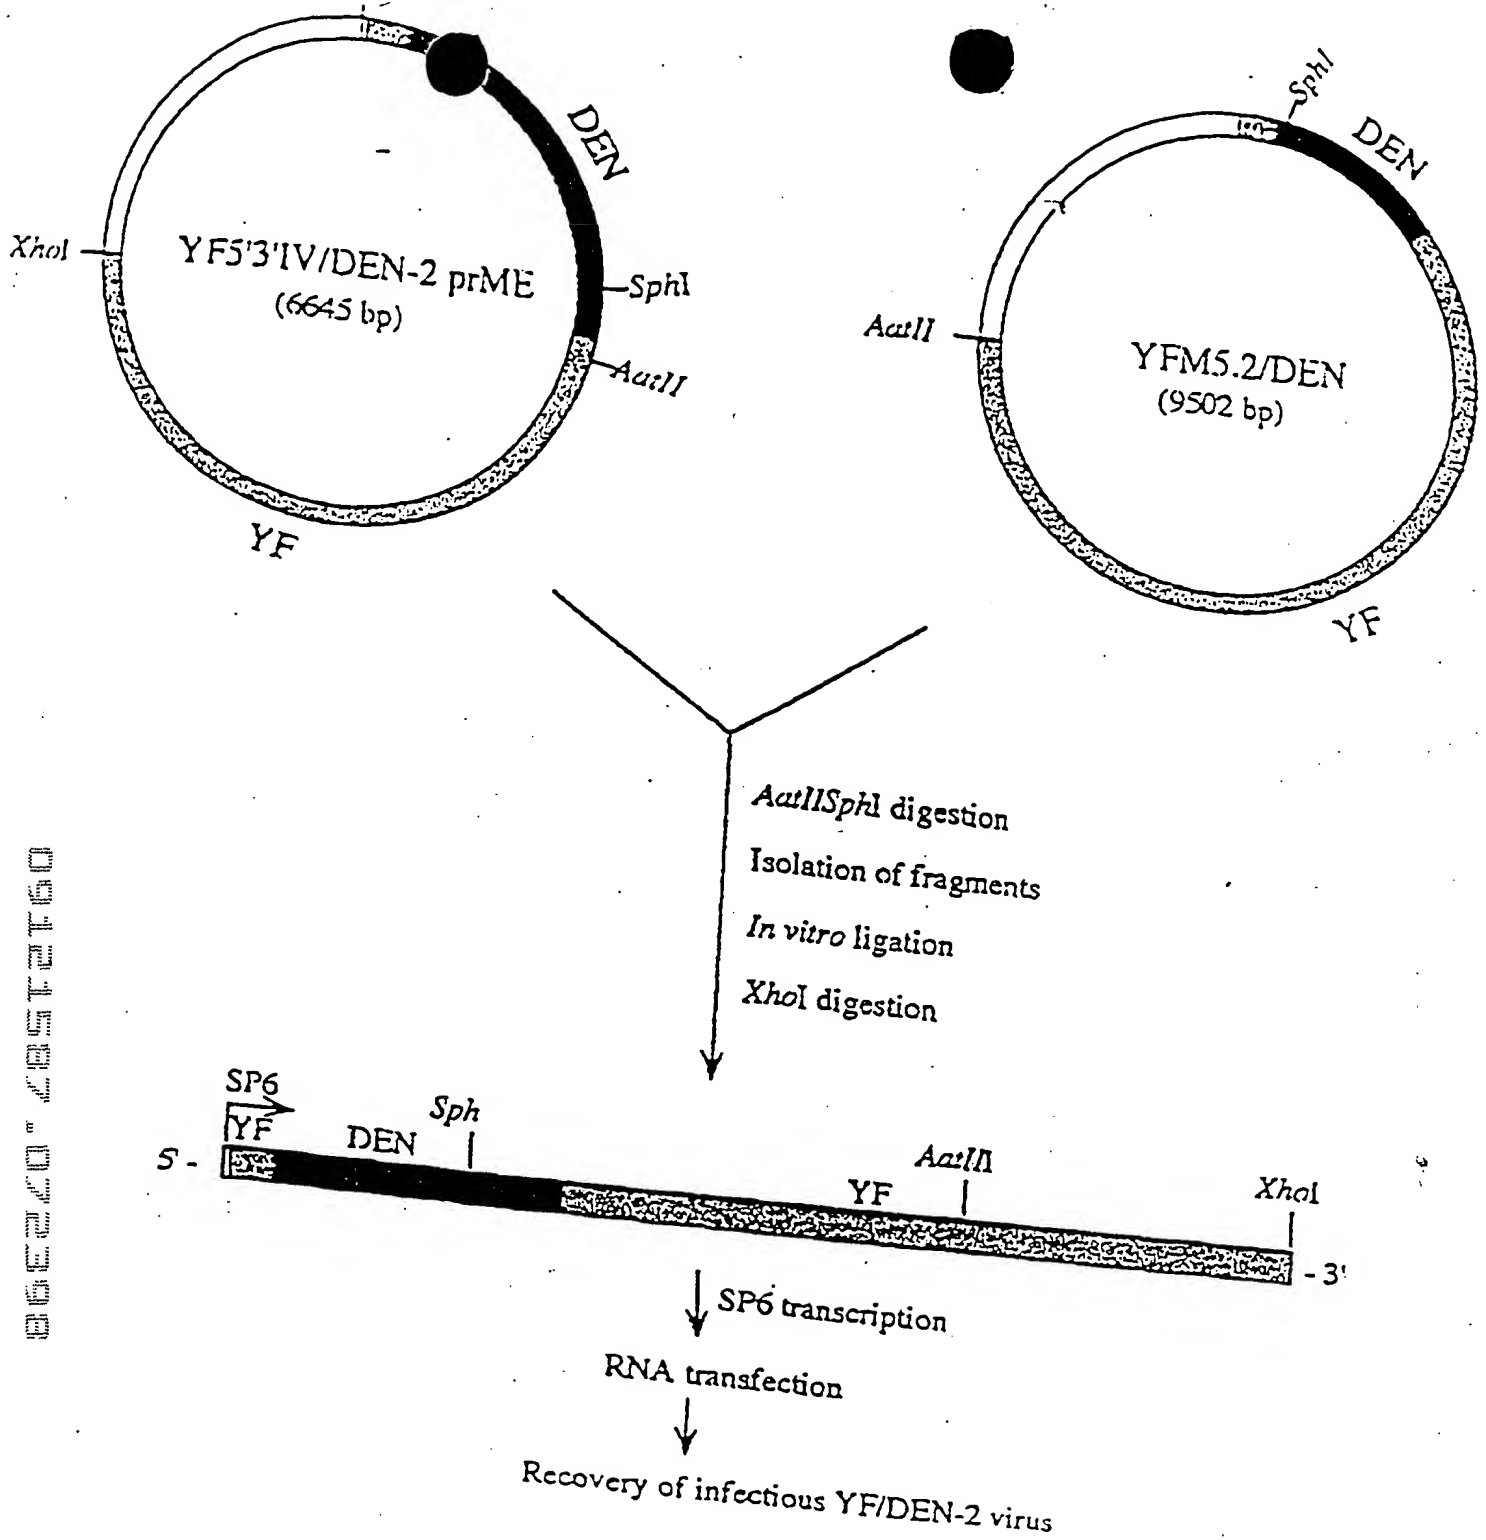 DEN
XhoI
YF5'3'IV/DEN-2 prME
(6645 bp)
SphI
AatII
YF
SphI
DEN
AatII
YFM5.2/DEN
(9502 bp)
YF
AatIISphI digestion
Isolation of fragments
In vitro ligation
XhoI digestion
09121587.072398
SP6
YF
DEN
Sph
AatII
YF
XhoI
5'-
-3'
SP6 transcription
RNA transfection
Recovery of infectious YF/DEN-2 virus